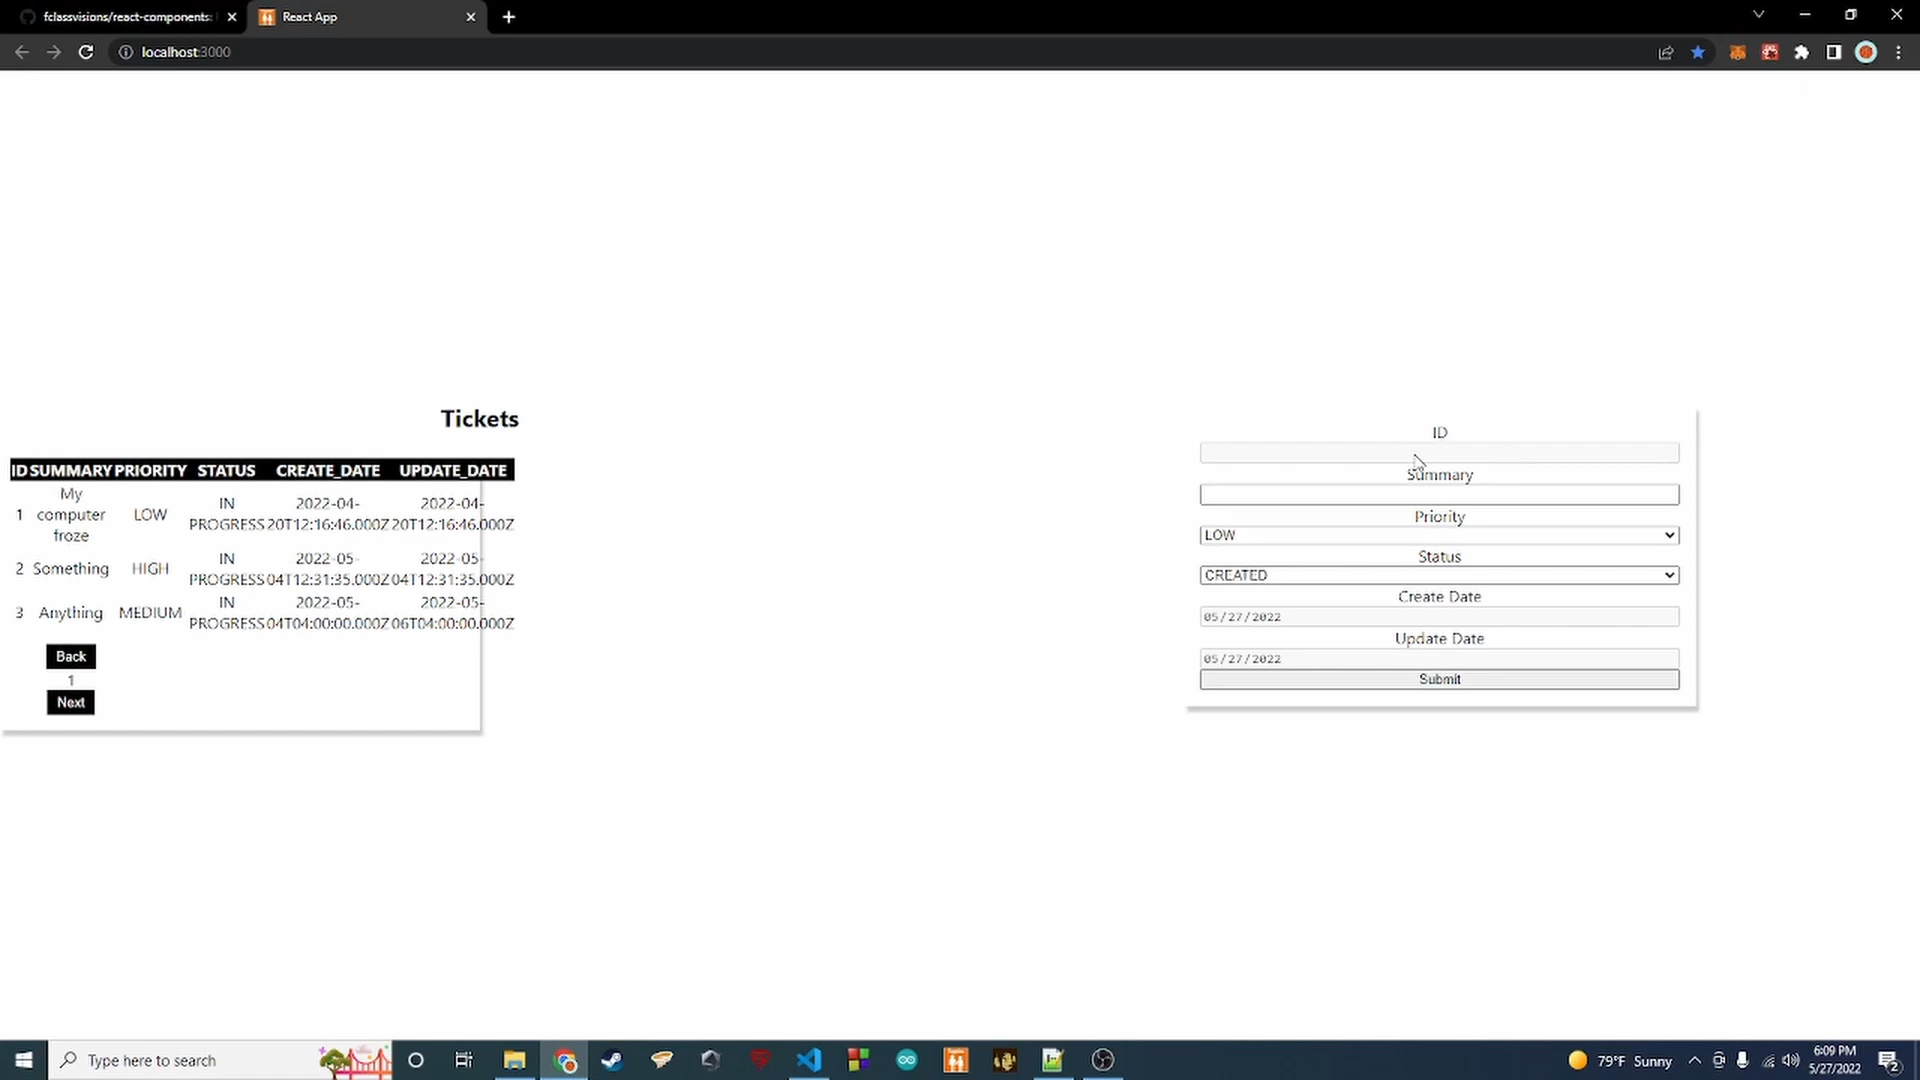 fclassvisions/react-components:
React App
localhost:3000
Tickets
ID SUMMARY PRIORITY STATUS CREATE_DATE UPDATE_DATE
1 My computer froze LOW IN PROGRESS 2022-04-20T12:16:46.000Z 2022-04-20T12:16:46.000Z
2 Something HIGH IN PROGRESS 2022-05-04T12:31:35.000Z 2022-05-04T12:31:35.000Z
3 Anything MEDIUM IN PROGRESS 2022-05-04T04:00:00.000Z 2022-05-06T04:00:00.000Z
Back
1
Next
ID
Summary
Priority
LOW
Status
CREATED
Create Date
05/27/2022
Update Date
05/27/2022
Submit
Type here to search
79°F Sunny
6:09 PM
5/27/2022
2